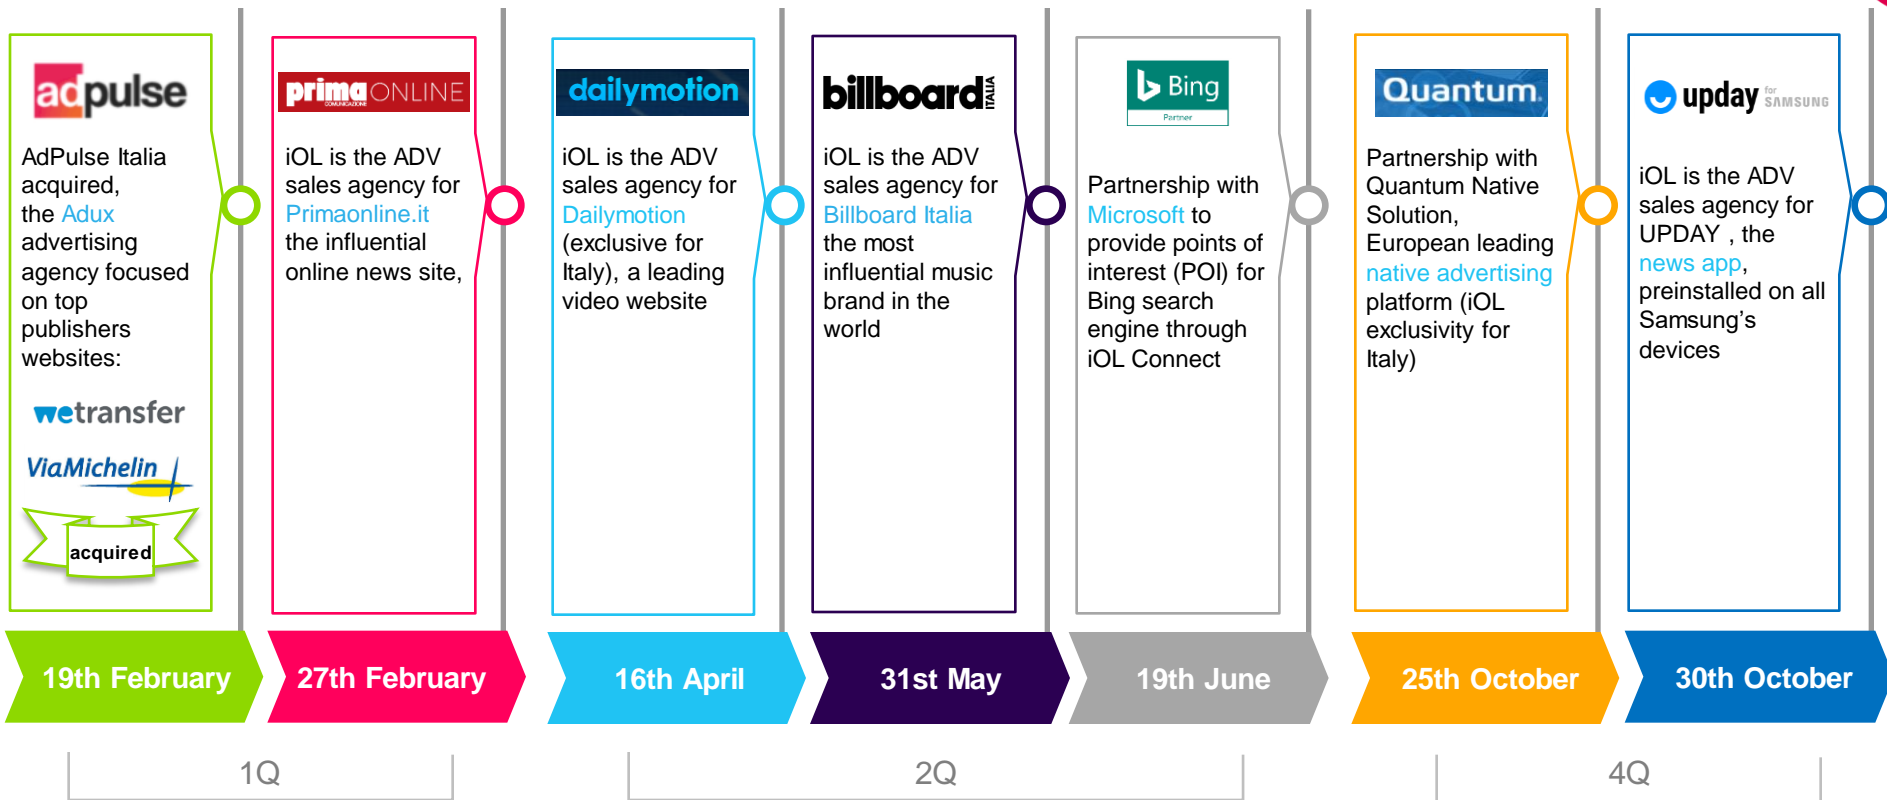 adpulse
AdPulse Italia
acquired,
the Adux
advertising
agency focused
on top
publishers
websites:
wetransfer
ViaMichelin
acquired
19th February
prima ONLINE
COMUNICAZIONE
iOL is the ADV
sales agency for
Primaonline.it
the influential
online news site,
27th February
dailymotion
iOL is the ADV
sales agency for
Dailymotion
(exclusive for
Italy), a leading
video website
16th April
billboard ITALIA
iOL is the ADV
sales agency for
Billboard Italia
the most
influential music
brand in the
world
31st May
Bing
Partner
Partnership with
Microsoft to
provide points of
interest (POI) for
Bing search
engine through
iOL Connect
19th June
Quantum.
Partnership with
Quantum Native
Solution,
European leading
native advertising
platform (iOL
exclusivity for
Italy)
25th October
upday for SAMSUNG
iOL is the ADV
sales agency for
UPDAY , the
news app,
preinstalled on all
Samsung’s
devices
30th October
1Q
2Q
4Q